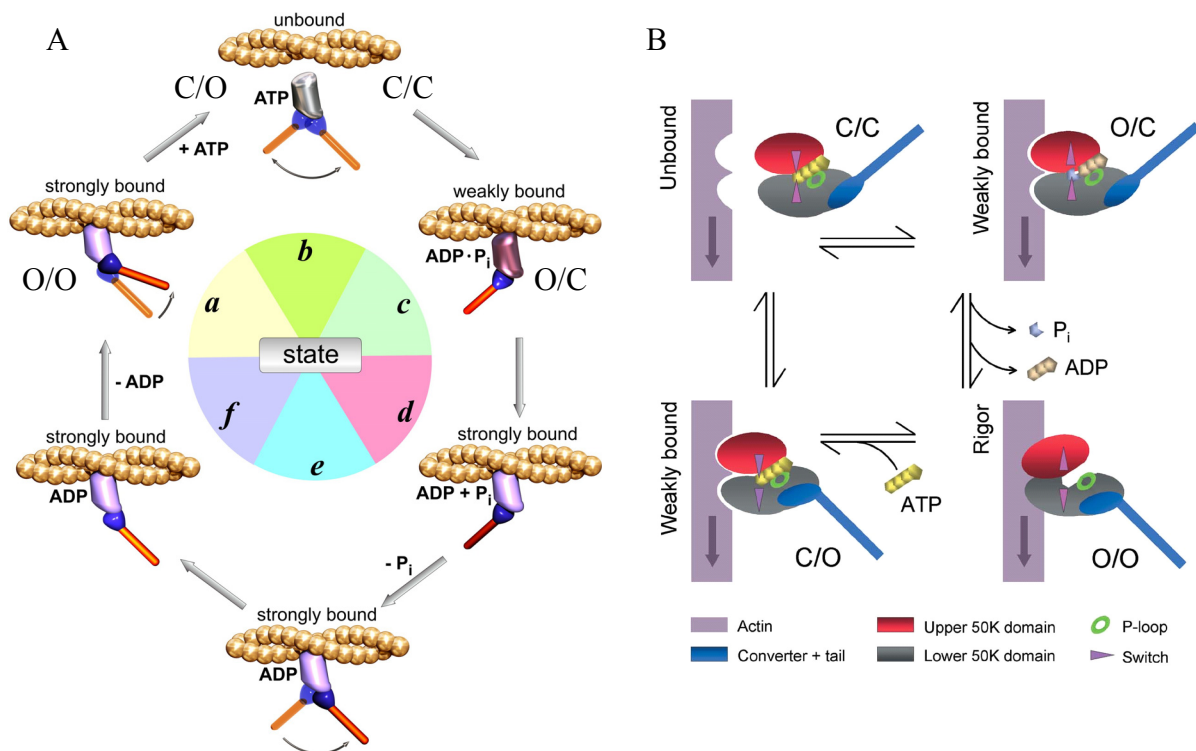 A
unbound
C/O
C/C
ATP
+ ATP
strongly bound
weakly bound
ADP · Pi
O/O
O/C
a
b
c
state
f
d
e
- ADP
strongly bound
ADP
strongly bound
ADP + Pi
- Pi
strongly bound
ADP
B
Unbound
C/C
Weakly bound
O/C
Pi
ADP
Weakly bound
C/O
ATP
Rigor
O/O
Actin
Upper 50K domain
P-loop
Converter + tail
Lower 50K domain
Switch